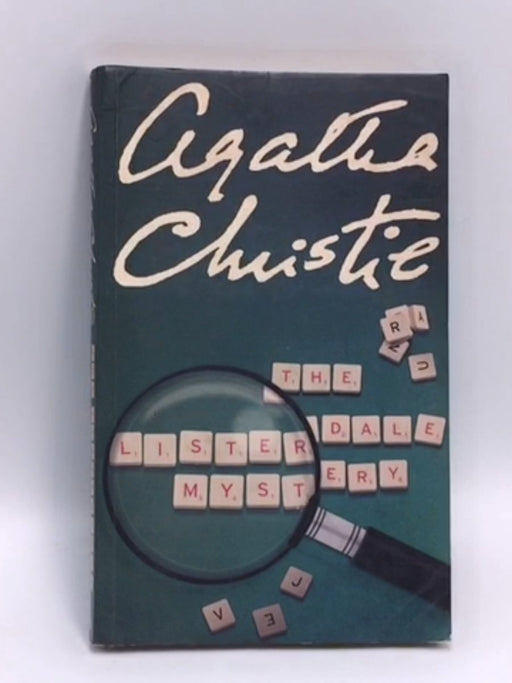 Agatha
Christie
R Y
N U
THE
LISTERDALE
MYSTERY
J
V E